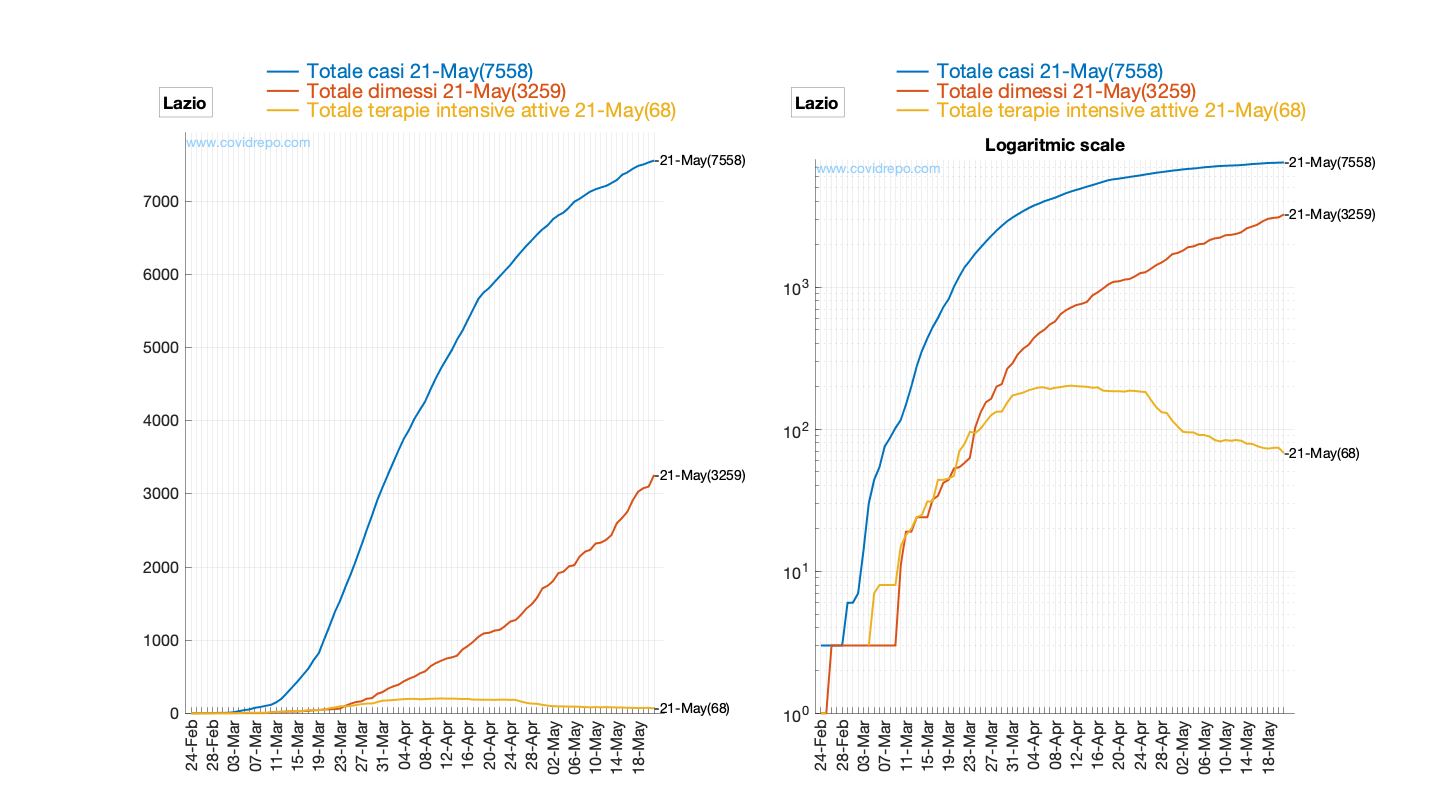 Totale casi 21-May(7558)
Totale dimessi 21-May(3259)
Totale terapie intensive attive 21-May(68)
Lazio
www.covidrepo.com
-21-May(7558)
-21-May(3259)
-21-May(68)
7000
6000
5000
4000
3000
2000
1000
0
24-Feb
28-Feb
03-Mar
07-Mar
11-Mar
15-Mar
19-Mar
23-Mar
27-Mar
31-Mar
04-Apr
08-Apr
12-Apr
16-Apr
20-Apr
24-Apr
28-Apr
02-May
06-May
10-May
14-May
18-May
Totale casi 21-May(7558)
Totale dimessi 21-May(3259)
Totale terapie intensive attive 21-May(68)
Lazio
Logaritmic scale
www.covidrepo.com
-21-May(7558)
-21-May(3259)
-21-May(68)
10³
10²
10¹
10⁰
24-Feb
28-Feb
03-Mar
07-Mar
11-Mar
15-Mar
19-Mar
23-Mar
27-Mar
31-Mar
04-Apr
08-Apr
12-Apr
16-Apr
20-Apr
24-Apr
28-Apr
02-May
06-May
10-May
14-May
18-May